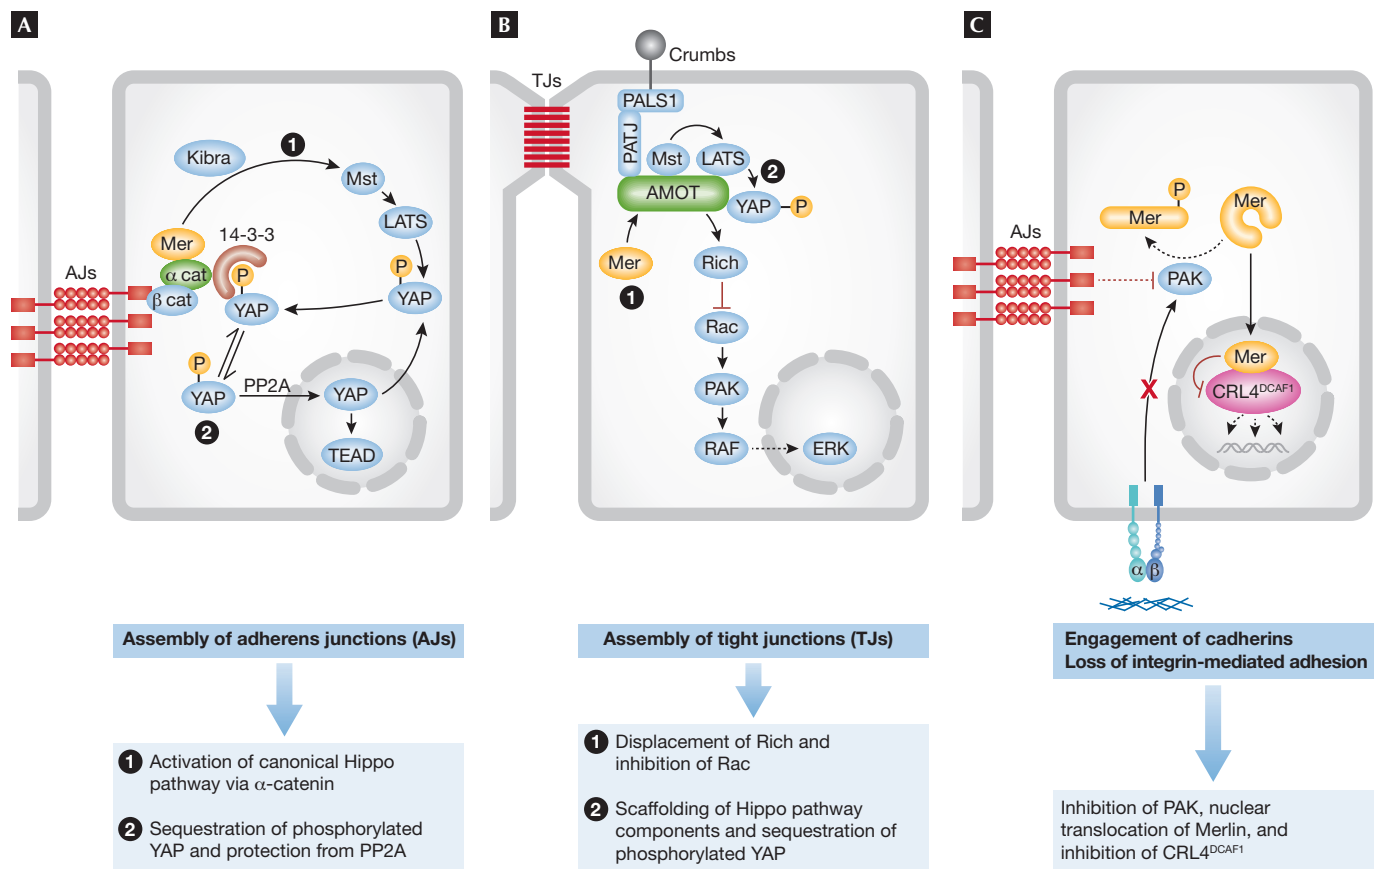 A
Kibra
1
Mst
LATS
Mer
14-3-3
α cat
P
P
AJs
β cat
YAP
YAP
P
YAP
PP2A
YAP
2
TEAD
Assembly of adherens junctions (AJs)
1 Activation of canonical Hippo
pathway via α-catenin
2 Sequestration of phosphorylated
YAP and protection from PP2A
B
Crumbs
TJs
PALS1
PATJ
Mst
LATS
2
AMOT
YAP
P
Mer
Rich
1
Rac
PAK
RAF
ERK
Assembly of tight junctions (TJs)
1 Displacement of Rich and
inhibition of Rac
2 Scaffolding of Hippo pathway
components and sequestration of
phosphorylated YAP
C
P
Mer
Mer
AJs
PAK
Mer
CRL4DCAF1
X
α
β
Engagement of cadherins
Loss of integrin-mediated adhesion
Inhibition of PAK, nuclear
translocation of Merlin, and
inhibition of CRL4DCAF1